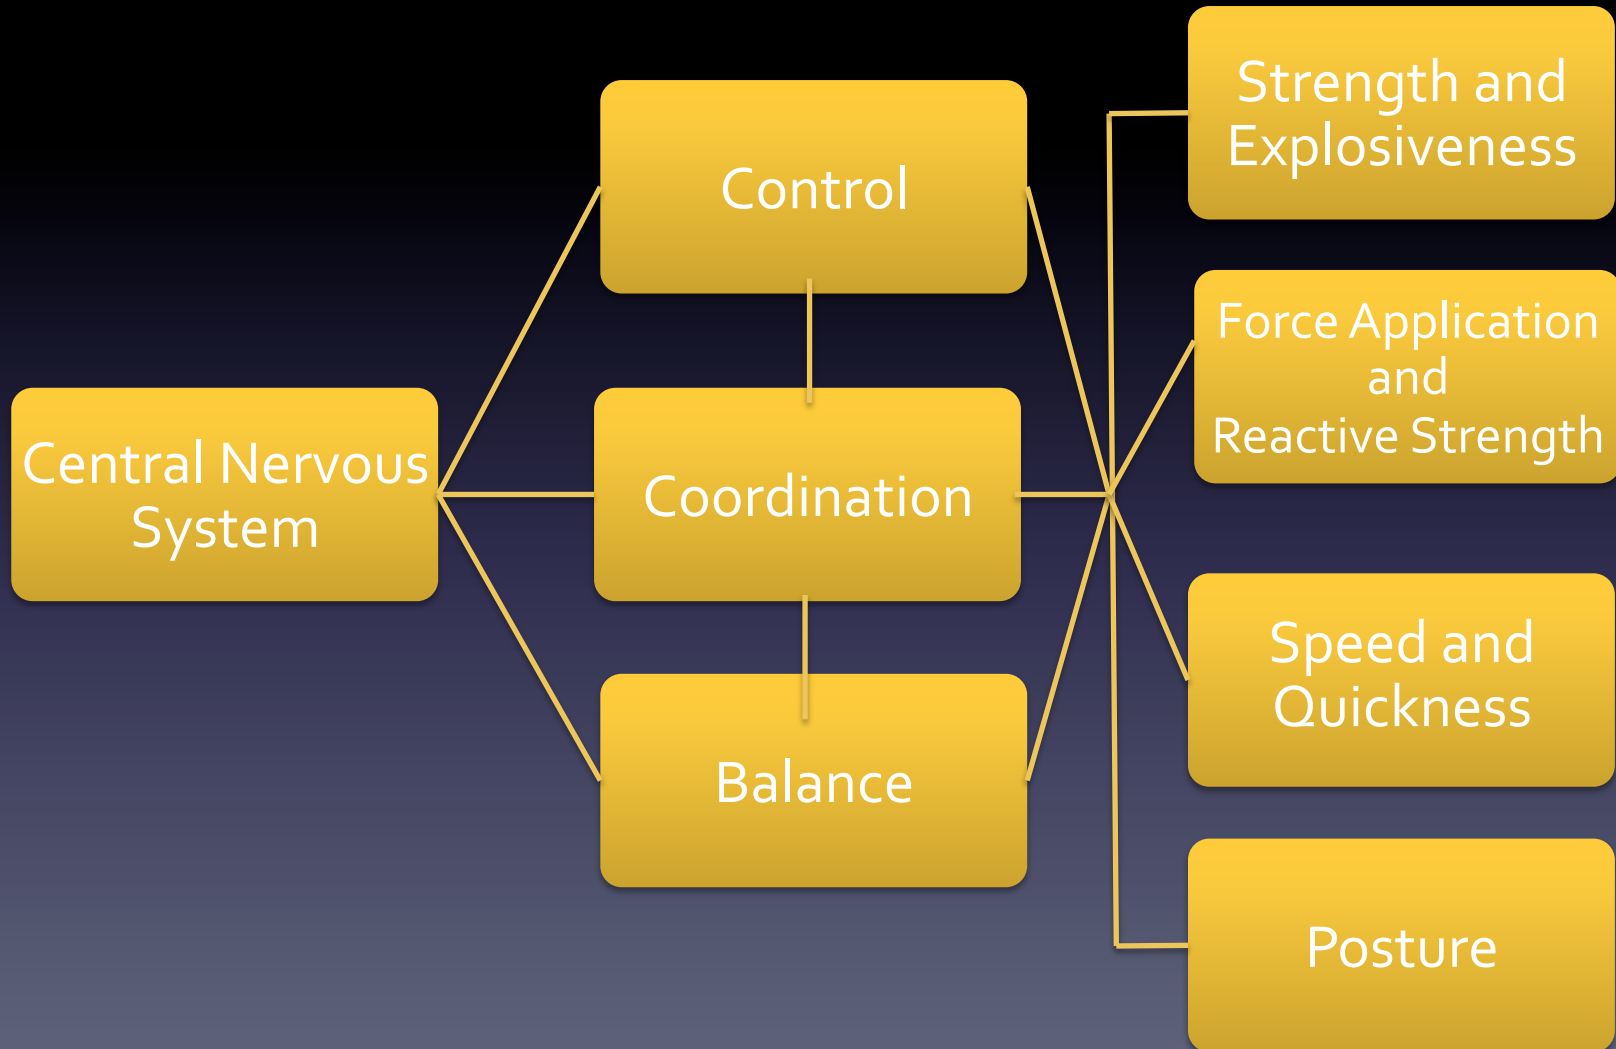 Central Nervous
System
Control
Coordination
Balance
Strength and
Explosiveness
Force Application
and
Reactive Strength
Speed and
Quickness
Posture